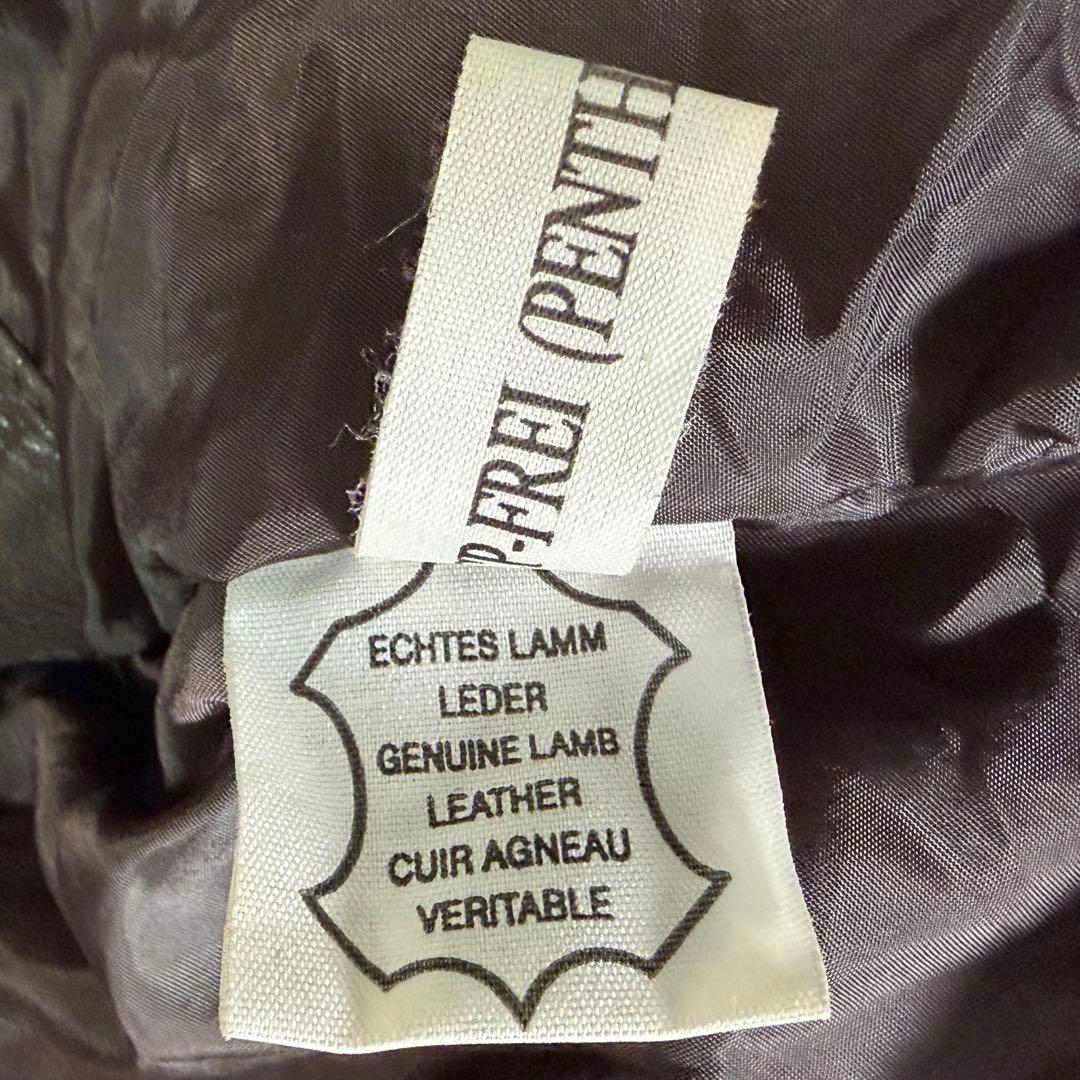 P-FREI (PENTH
ECHTES LAMM
LEDER
GENUINE LAMB
LEATHER
CUIR AGNEAU
VERITABLE